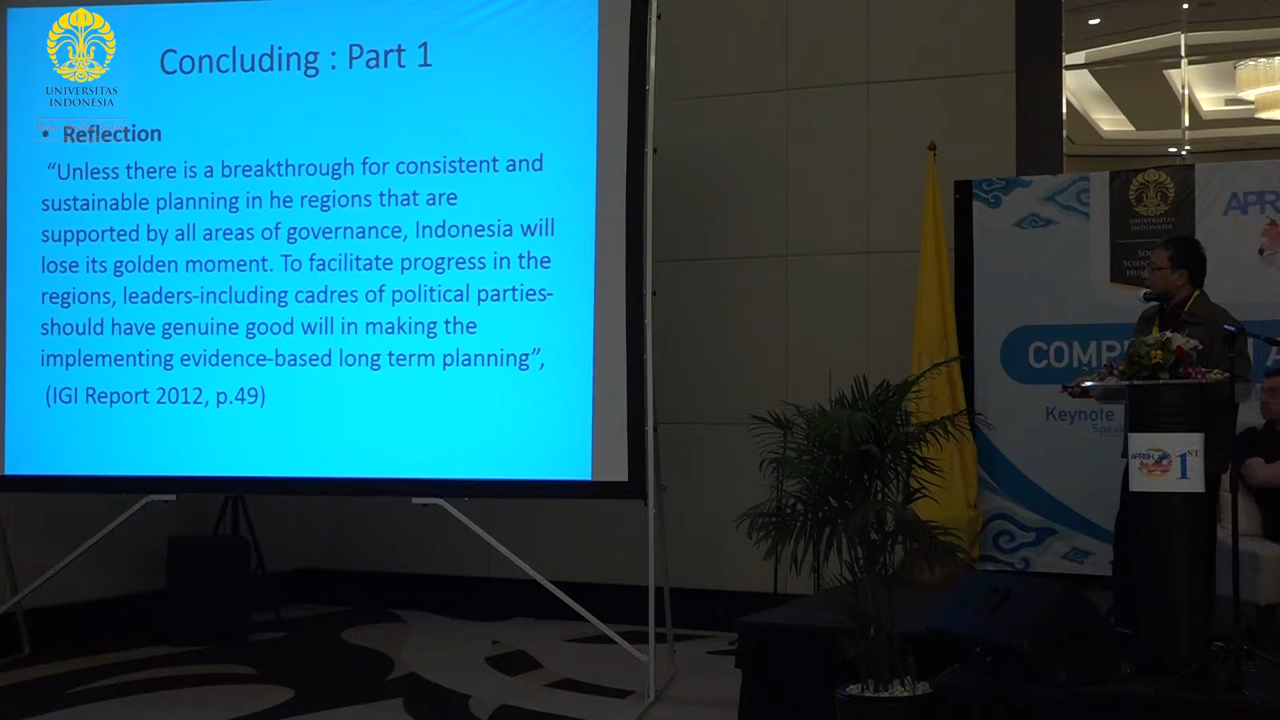 UNIVERSITAS
INDONESIA
Concluding : Part 1
• Reflection
“Unless there is a breakthrough for consistent and
sustainable planning in he regions that are
supported by all areas of governance, Indonesia will
lose its golden moment. To facilitate progress in the
regions, leaders-including cadres of political parties-
should have genuine good will in making the
implementing evidence-based long term planning”,
(IGI Report 2012, p.49)
UNIVERSITAS
INDONESIA
Keynote
APRISH
1ST